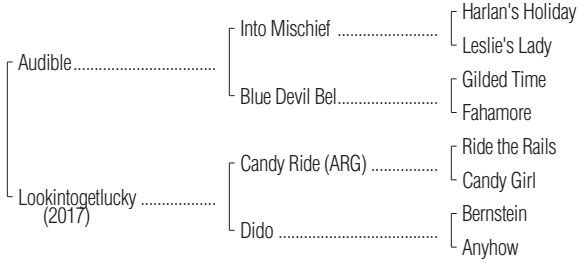 Harlan's Holiday
Into Mischief ........................
Leslie's Lady
Audible..................................
Gilded Time
Blue Devil Bel........................
Fahamore
Ride the Rails
Candy Ride (ARG) ................
Candy Girl
Lookintogetlucky ..................
(2017)
Bernstein
Dido ......................................
Anyhow